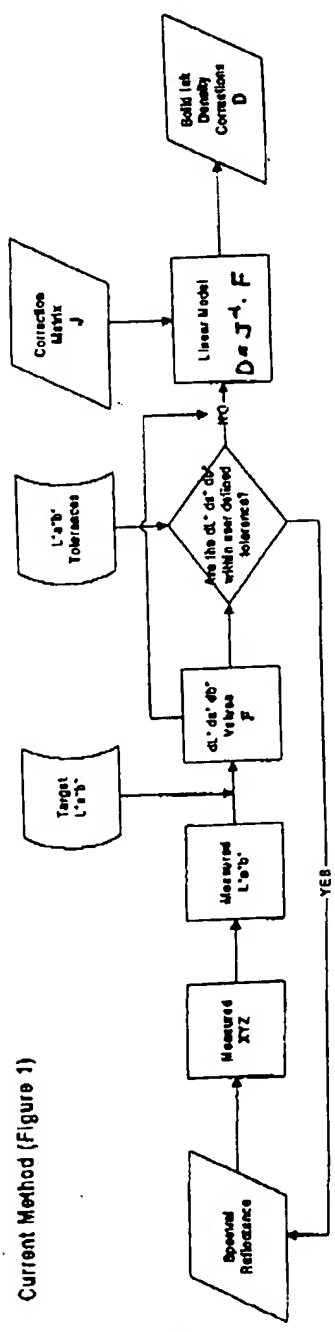 Current Method (Figure 1)
Spectral
Reflectance
Measured
XYZ
Measured
L*a*b*
Target
L*a*b*
dL* da* db*
Values
F
L*a*b*
Tolerances
Are the dL* da* db*
within user defined
tolerance?
NO
YES
Correction
Matrix
J
Linear Model
D = J⁻¹ · F
Solid Ink
Density
Corrections
D